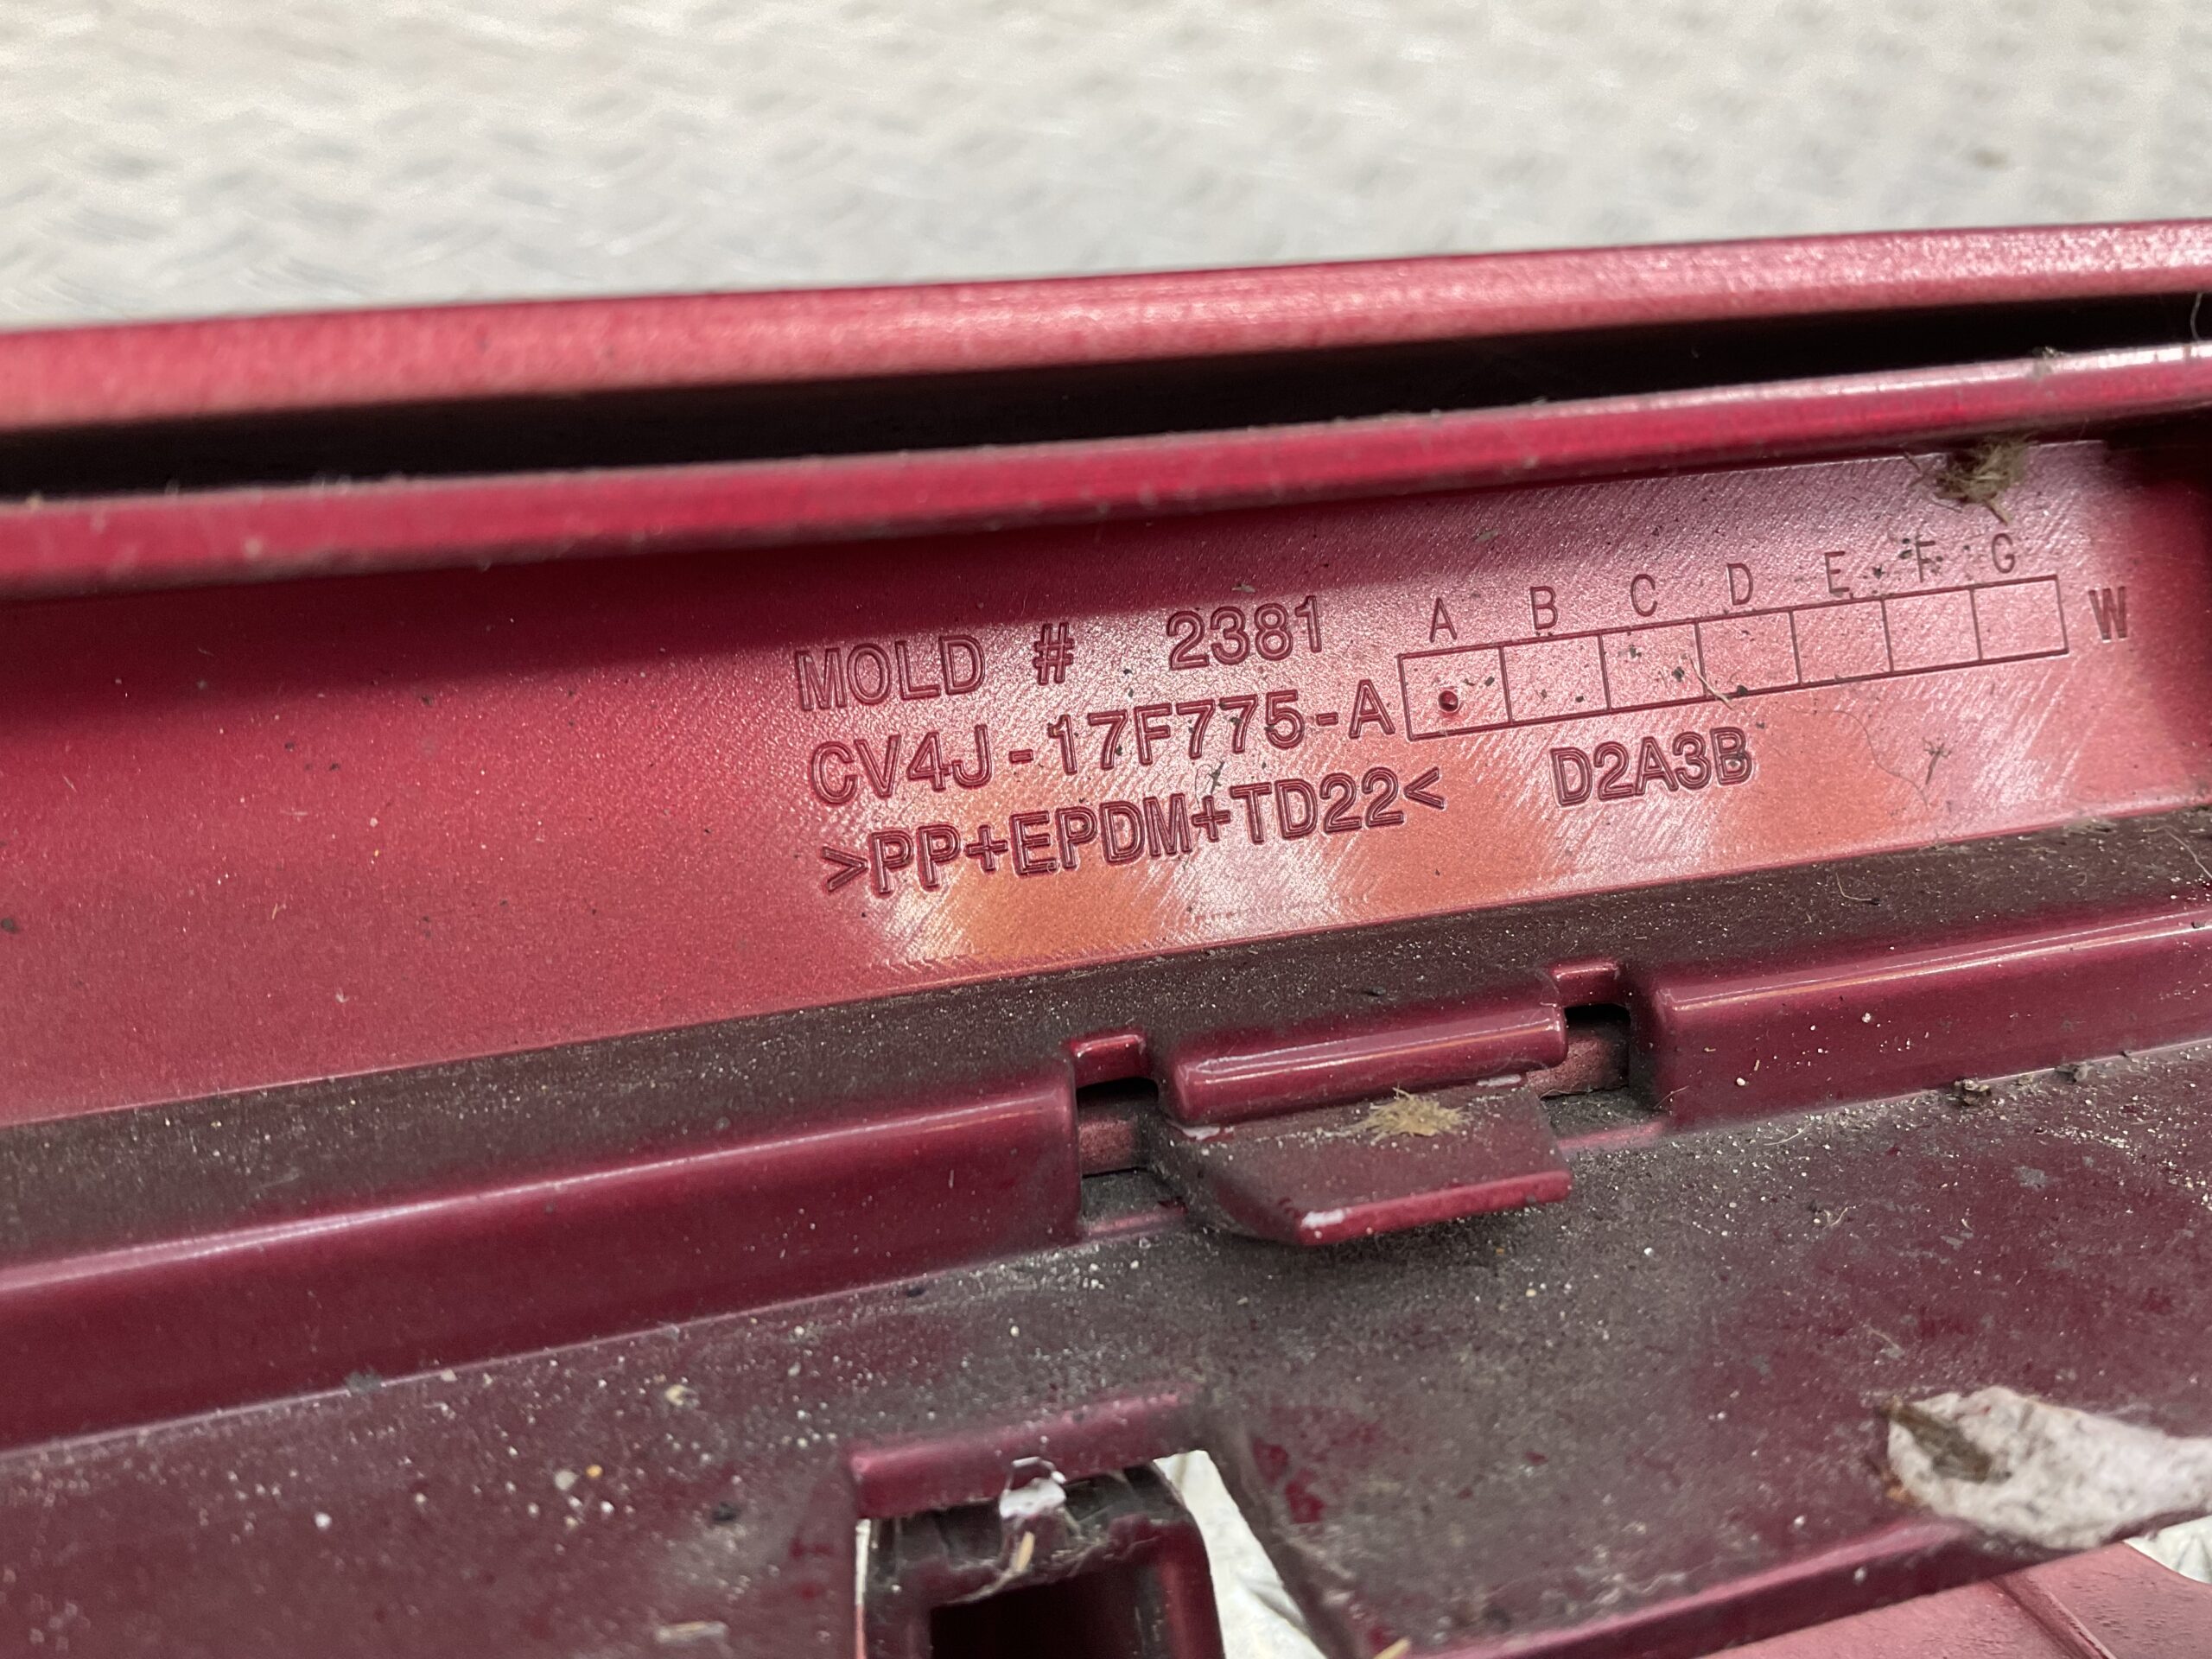 MOLD # 2381
A B C D E F G
CV4J-17F775-A W
>PP+EPDM+TD22< D2A3B